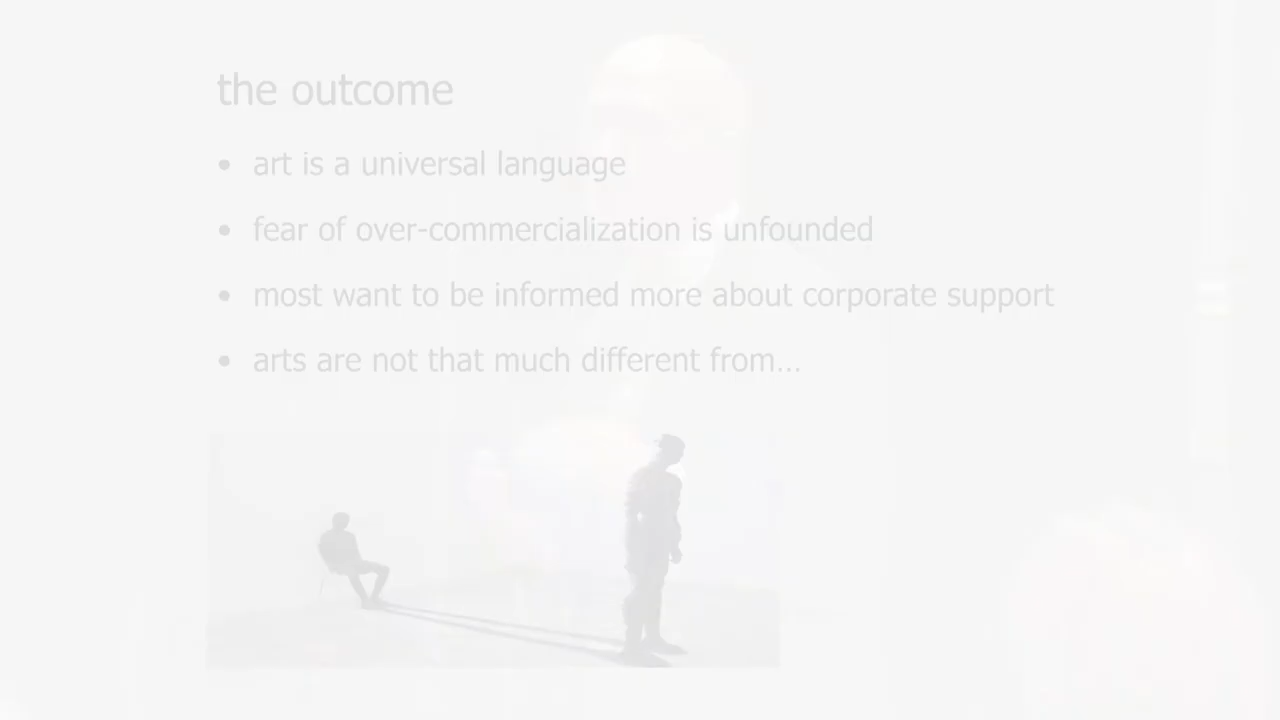 the outcome
• art is a universal language
• fear of over-commercialization is unfounded
• most want to be informed more about corporate support
• arts are not that much different from...